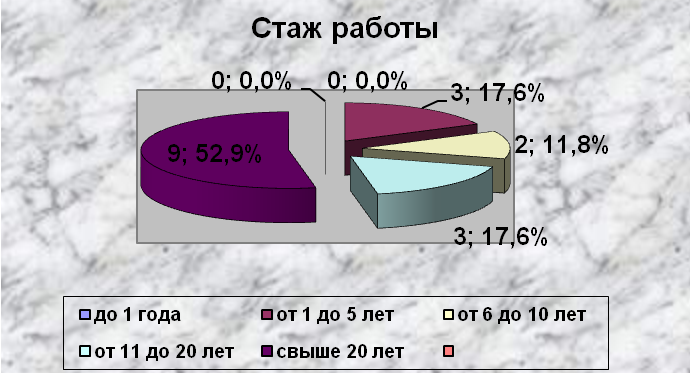 Стаж работы
0; 0,0%
0; 0,0%
3; 17,6%
2; 11,8%
9; 52,9%
3; 17,6%
до 1 года от 1 до 5 лет от 6 до 10 лет
от 11 до 20 лет свыше 20 лет